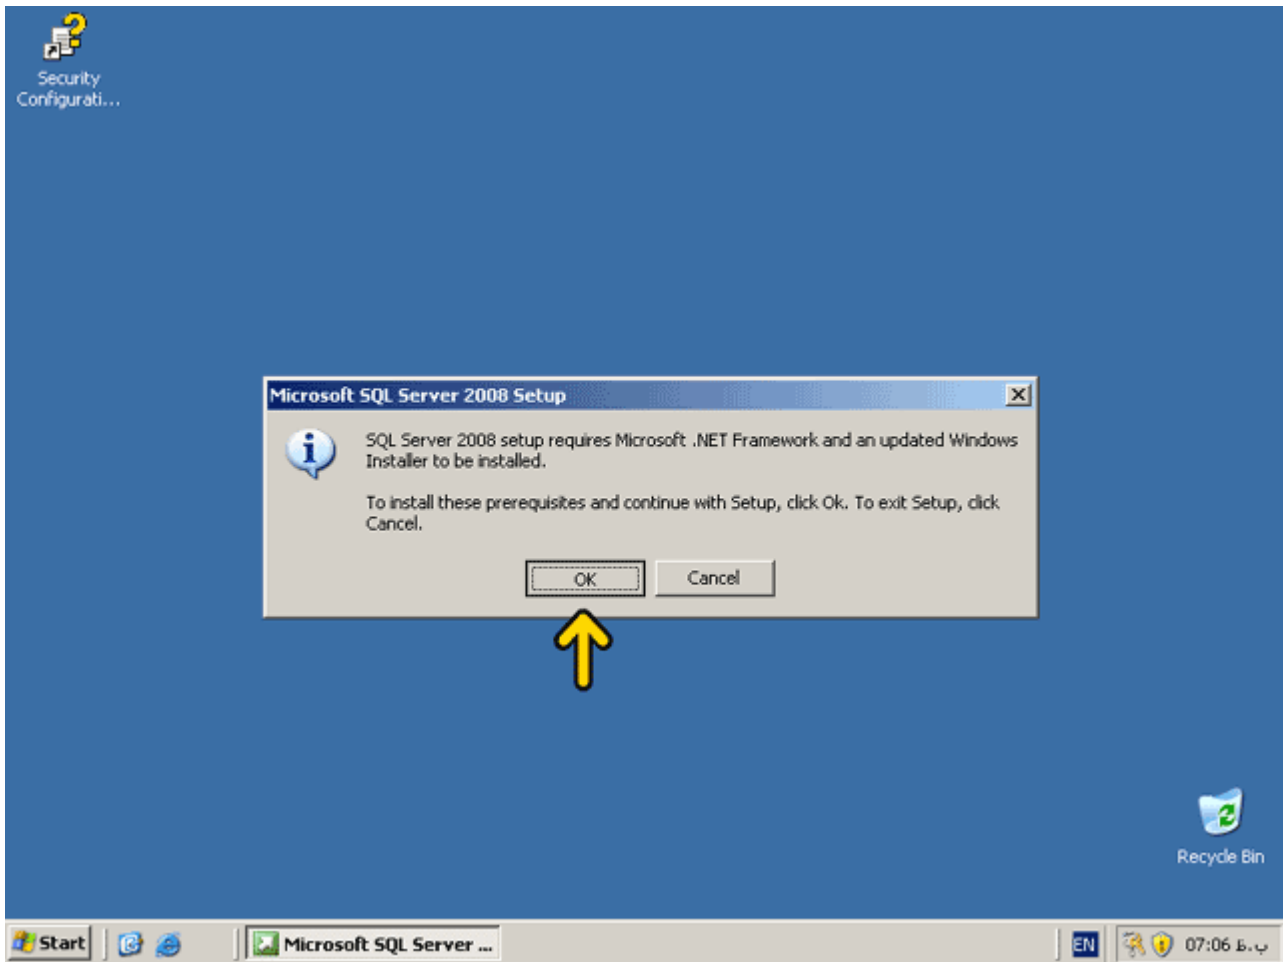 Security
Configurati...
Microsoft SQL Server 2008 Setup
SQL Server 2008 setup requires Microsoft .NET Framework and an updated Windows
Installer to be installed.
To install these prerequisites and continue with Setup, click Ok. To exit Setup, click
Cancel.
OK
Cancel
Recycle Bin
Start
Microsoft SQL Server ...
EN
07:06 ب.ظ